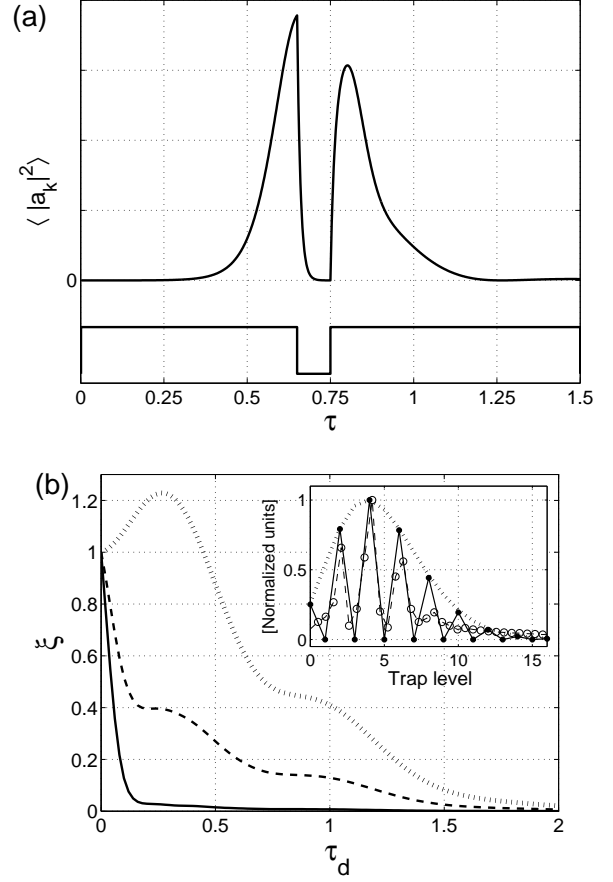 (a)
⟨ |a_k|^2 ⟩
0
0 0.25 0.5 0.75 1 1.25 1.5
τ
(b)
ξ
1.2
1
0.8
0.6
0.4
0.2
0
0 0.5 1 1.5 2
τ_d
[Normalized units]
1
0.5
0
0 5 10 15
Trap level